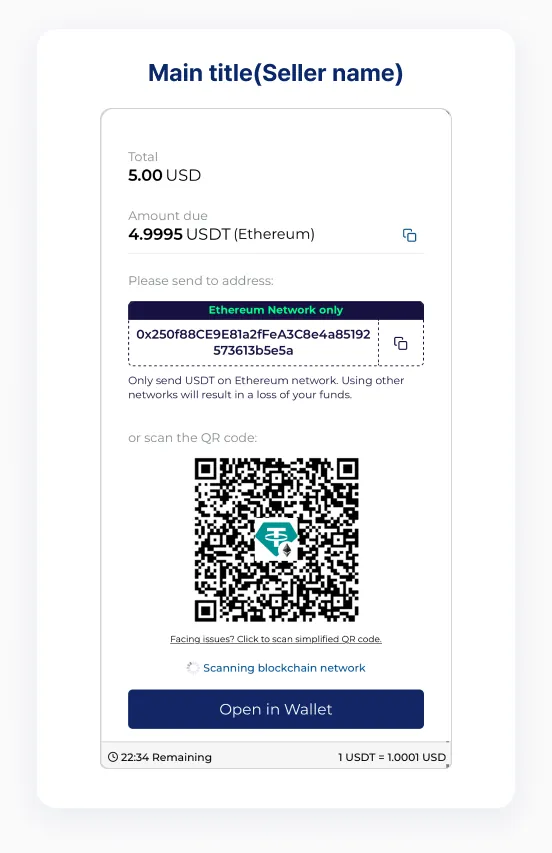 Main title(Seller name)
Total
5.00 USD
Amount due
4.9995 USDT (Ethereum)
Please send to address:
Ethereum Network only
0x250f88CE9E81a2fFeA3C8e4a85192
573613b5e5a
Only send USDT on Ethereum network. Using other
networks will result in a loss of your funds.
or scan the QR code:
Facing issues? Click to scan simplified QR code.
Scanning blockchain network
Open in Wallet
22:34 Remaining
1 USDT = 1.0001 USD